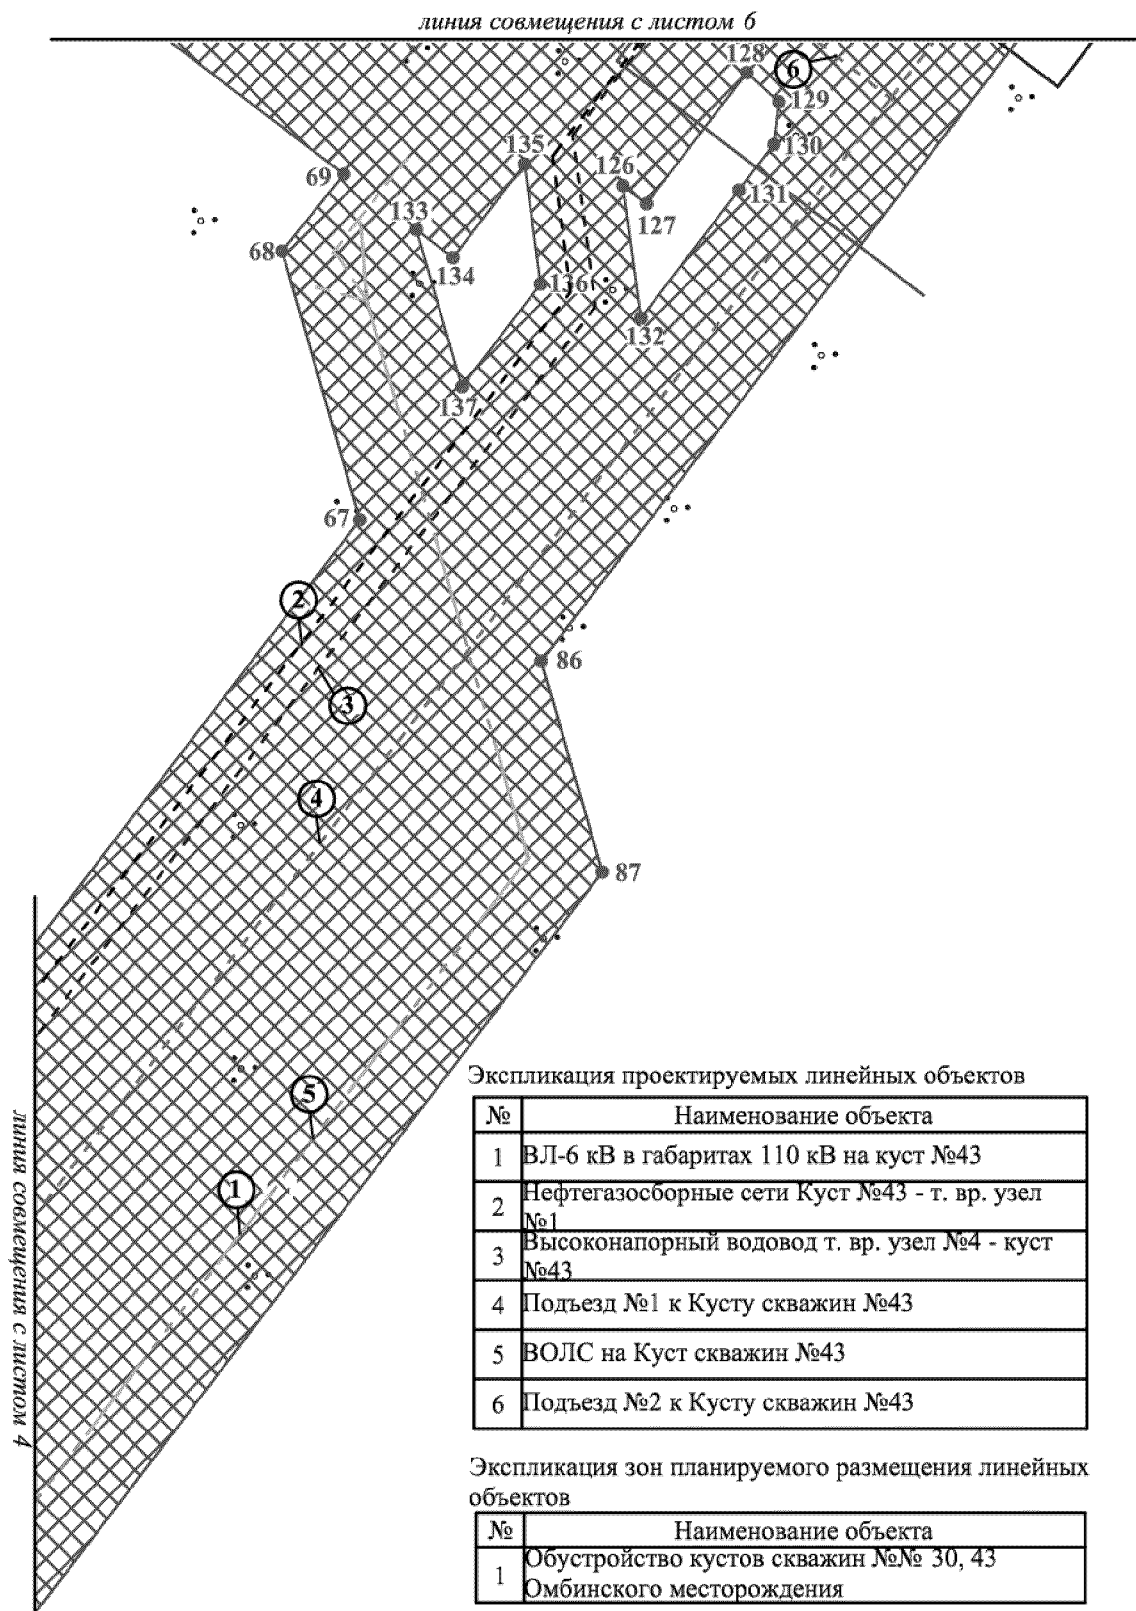 линия совмещения с листом 6
128
6
129
130
135
126
69
131
133
127
68
134
136
132
137
67
2
86
3
4
87
5
1
линия совмещения с листом 4
Экспликация проектируемых линейных объектов
№ Наименование объекта
1 ВЛ-6 кВ в габаритах 110 кВ на куст №43
2 Нефтегазосборные сети Куст №43 - т. вр. узел
№1
3 Высоконапорный водовод т. вр. узел №4 - куст
№43
4 Подъезд №1 к Кусту скважин №43
5 ВОЛС на Куст скважин №43
6 Подъезд №2 к Кусту скважин №43
Экспликация зон планируемого размещения линейных
объектов
№ Наименование объекта
1 Обустройство кустов скважин №№ 30, 43
Омбинского месторождения